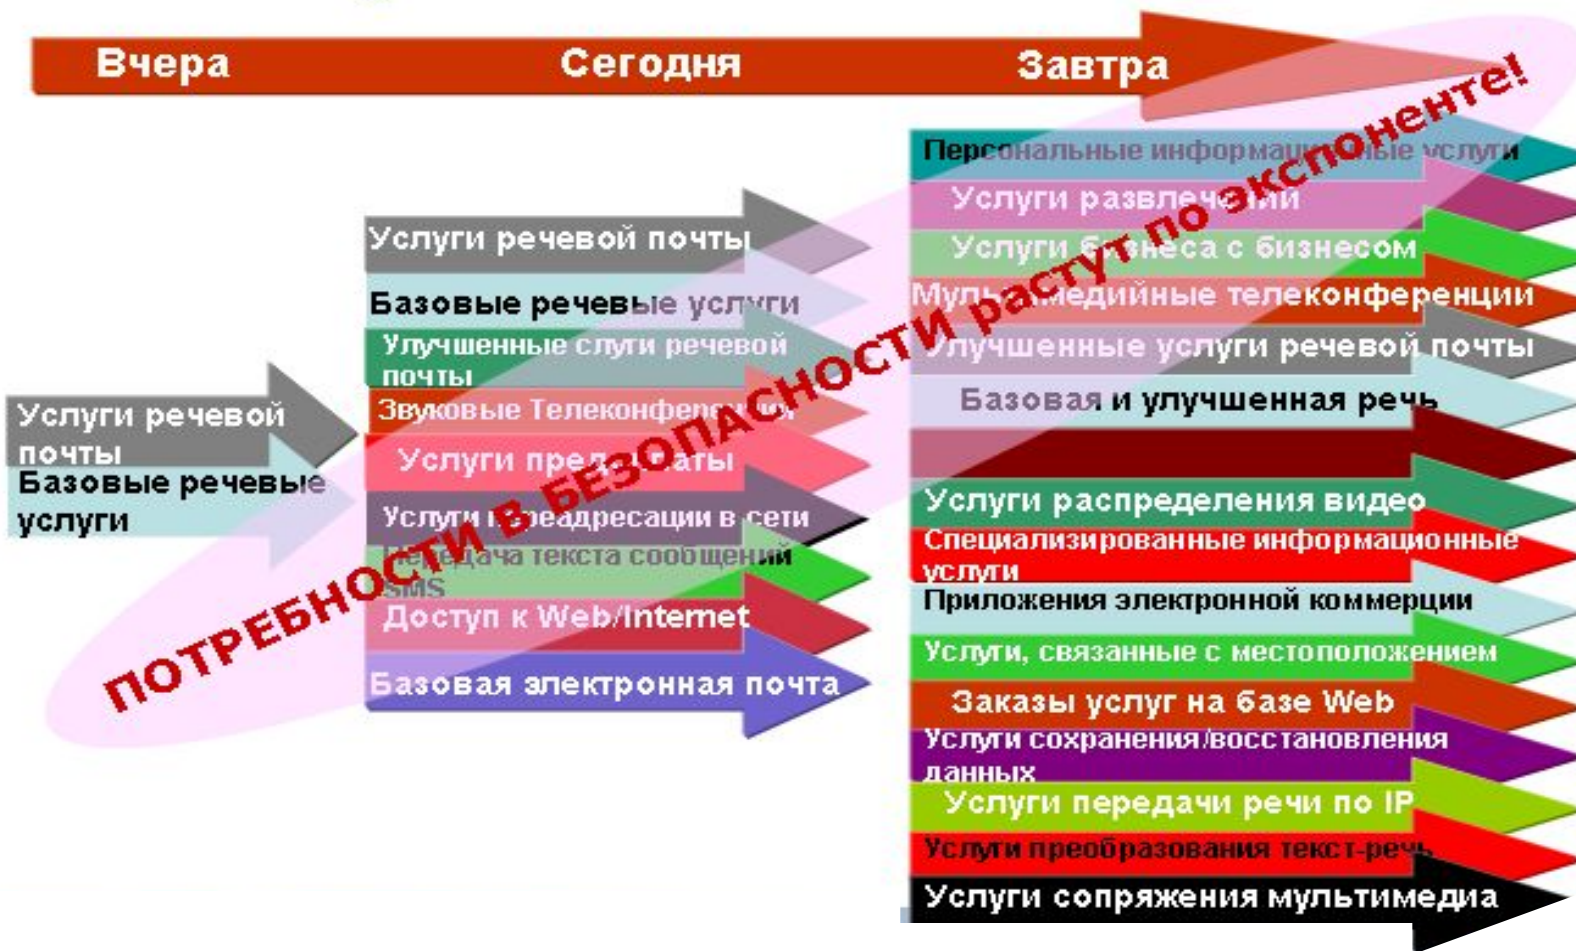 Вчера
Сегодня
Завтра
ПОТРЕБНОСТИ В БЕЗОПАСНОСТИ растут по экспоненте!
Услуги речевой
почты
Базовые речевые
услуги
Услуги речевой почты
Базовые речевые услуги
Улучшенные слуги речевой
почты
Звуковые Телеконференции
Услуги предоплаты
Услуги переадресации в сети
Передача текста сообщений
SMS
Доступ к Web/Internet
Базовая электронная почта
Персональные информационные услуги
Услуги развлечений
Услуги бизнеса с бизнесом
Мультимедийные телеконференции
Улучшенные услуги речевой почты
Базовая и улучшенная речь
Услуги распределения видео
Специализированные информационные
услуги
Приложения электронной коммерции
Услуги, связанные с местоположением
Заказы услуг на базе Web
Услуги сохранения/восстановления
данных
Услуги передачи речи по IP
Услуги преобразования текст-речь
Услуги сопряжения мультимедиа